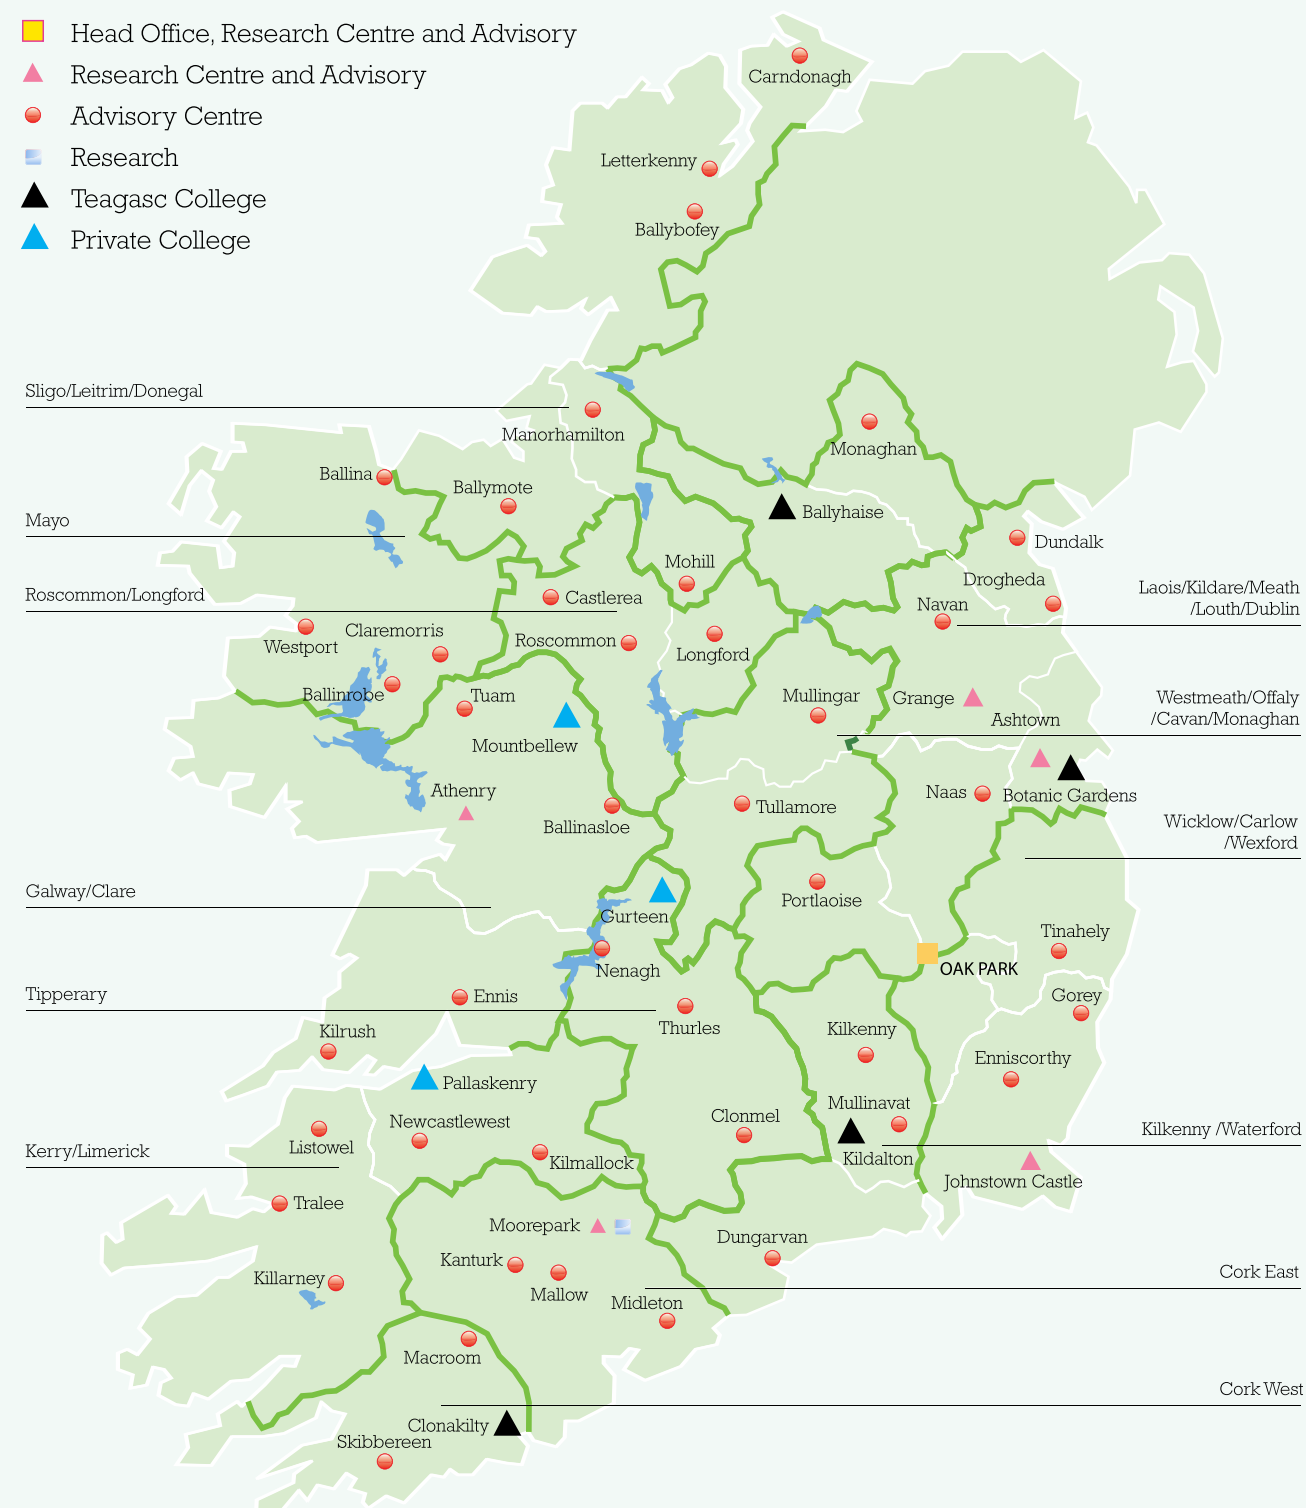 Head Office, Research Centre and Advisory
Research Centre and Advisory
Advisory Centre
Research
Teagasc College
Private College
Carndonagh
Letterkenny
Ballybofey
Sligo/Leitrim/Donegal
Manorhamilton
Monaghan
Ballina
Ballymote
Ballyhaise
Mayo
Dundalk
Mohill
Drogheda
Roscommon/Longford
Castlerea
Navan
Laois/Kildare/Meath
/Louth/Dublin
Westport
Claremorris
Roscommon
Longford
Ballinrobe
Tuam
Mullingar
Grange
Ashtown
Westmeath/Offaly
/Cavan/Monaghan
Mountbellew
Athenry
Naas
Botanic Gardens
Tullamore
Ballinasloe
Wicklow/Carlow
/Wexford
Galway/Clare
Portlaoise
Gurteen
Tinahely
Nenagh
OAK PARK
Tipperary
Ennis
Gorey
Kilrush
Thurles
Kilkenny
Enniscorthy
Pallaskenry
Newcastlewest
Clonmel
Mullinavat
Kilkenny /Waterford
Kerry/Limerick
Listowel
Kilmallock
Kildalton
Johnstown Castle
Tralee
Moorepark
Dungarvan
Killarney
Kanturk
Mallow
Cork East
Midleton
Macroom
Cork West
Clonakilty
Skibbereen